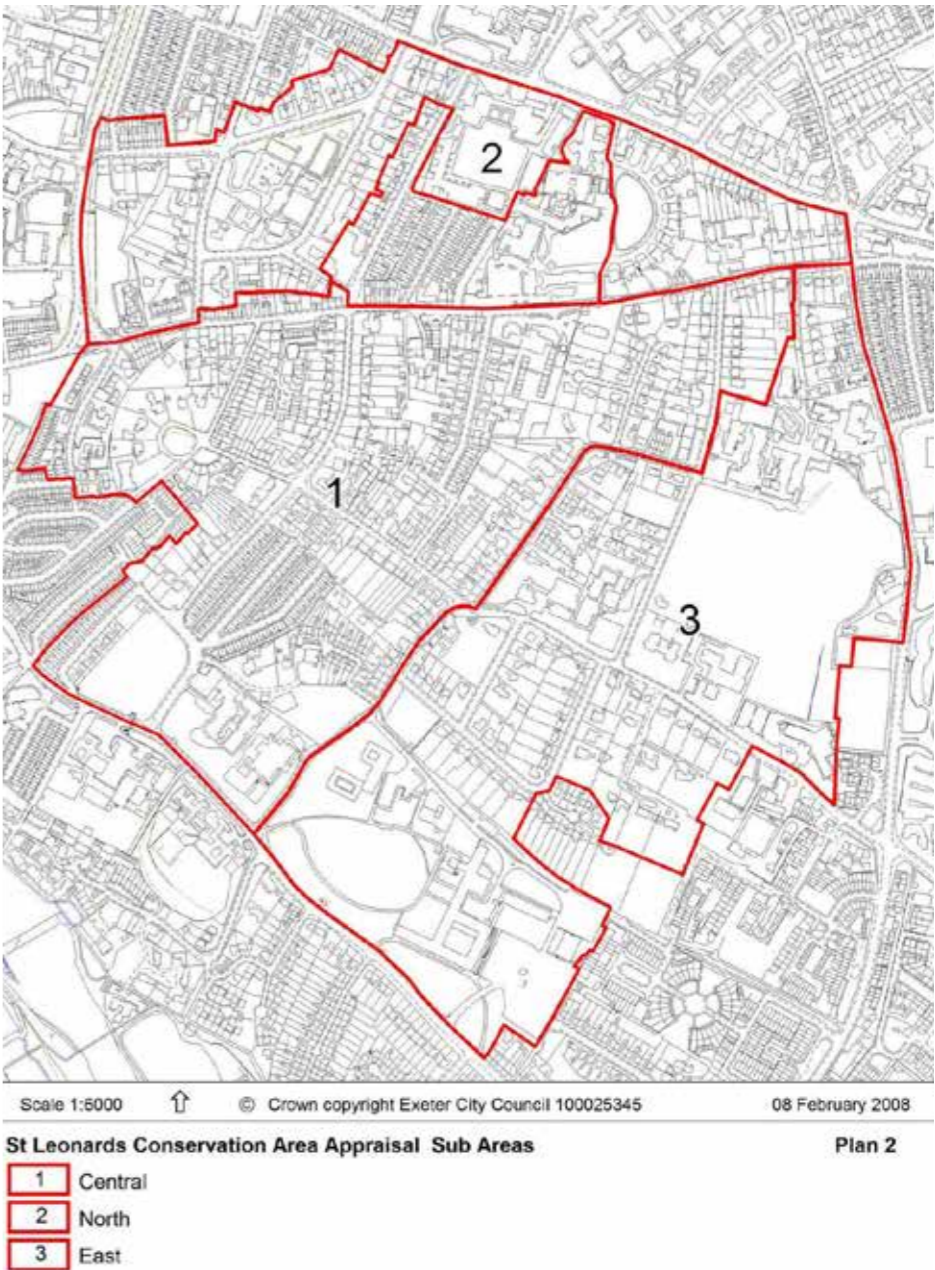 2
1
3
Scale 1:6000 © Crown copyright Exeter City Council 100025345 08 February 2008
St Leonards Conservation Area Appraisal Sub Areas Plan 2
1 Central
2 North
3 East